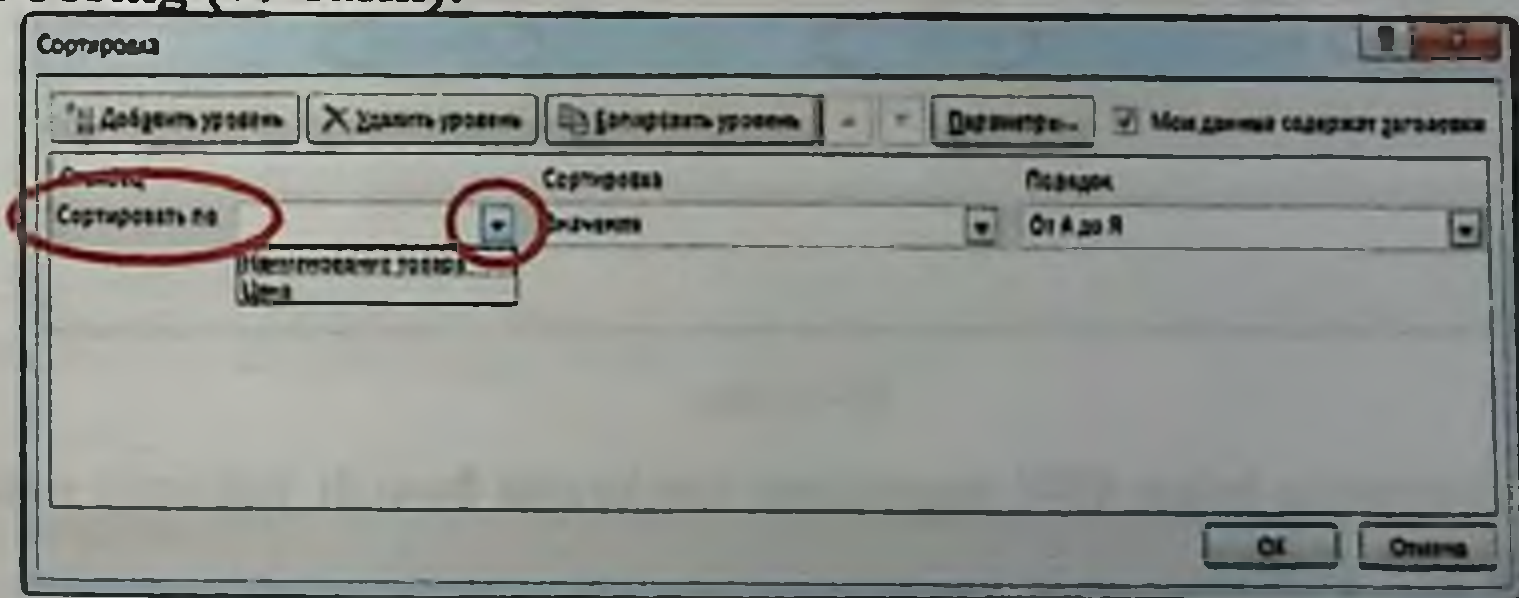 Сортировка
Добавить уровень Удалить уровень Копировать уровень Параметры... Мои данные содержат заголовки
Столбец Сортировка Порядок
Сортировать по Значения От А до Я
Наименование товара
Цена
ОК Отмена